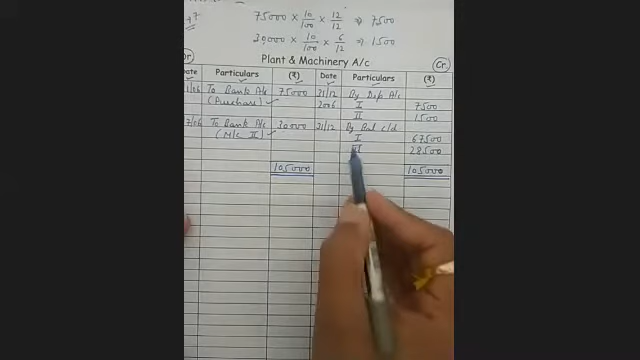 75000 × 10/100 × 12/12 ⇒ 7500
30000 × 10/100 × 6/12 ⇒ 1500
Plant & Machinery A/c
Dr Cr.
Date Particulars (₹) Date Particulars (₹)
To Bank A/c 75000 31/12 By Dep A/c
(Purchase) 2006 I 7500
II 1500
To Bank A/c 30000 31/12 By Bal c/d
(M/c II) I 67500
II 28500
105000 105000